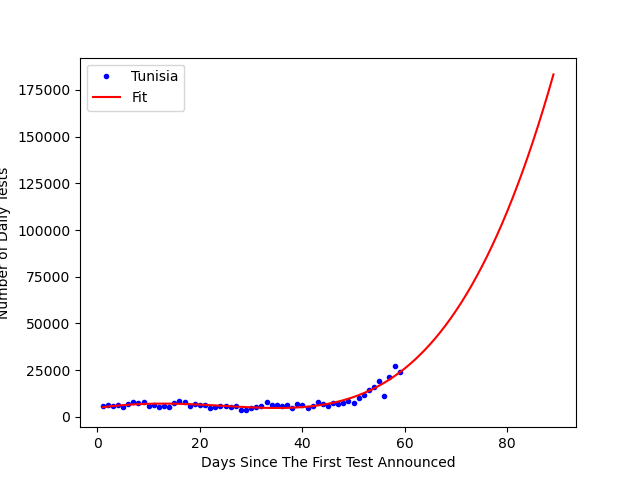 Tunisia
Fit
175000
150000
125000
100000
75000
50000
25000
0
Number of Daily Tests
0 20 40 60 80
Days Since The First Test Announced